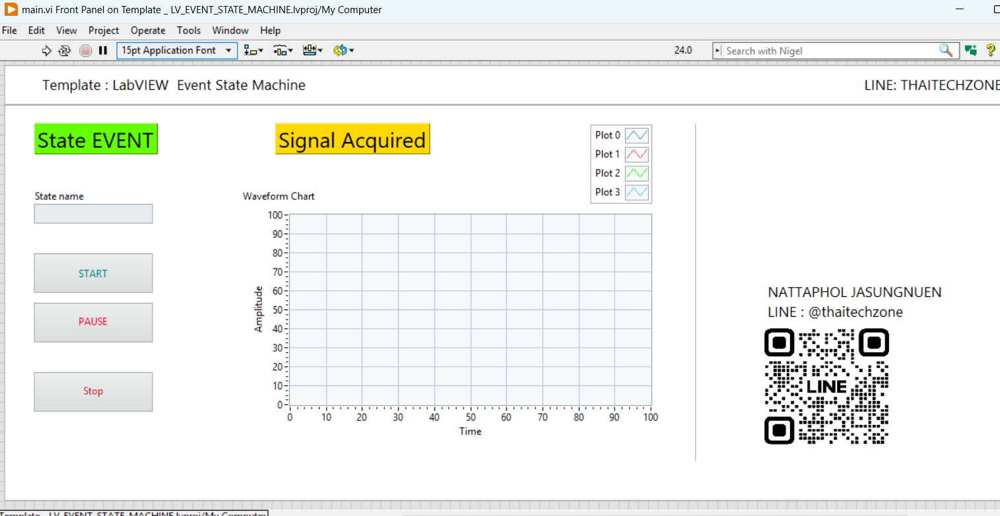 main.vi Front Panel on Template _ LV_EVENT_STATE_MACHINE.lvproj/My Computer
File Edit View Project Operate Tools Window Help
15pt Application Font 24.0 Search with Nigel
Template : LabVIEW Event State Machine
LINE: THAITECHZONE
State EVENT
Signal Acquired
Plot 0
Plot 1
Plot 2
Plot 3
State name
START
PAUSE
Stop
Waveform Chart
Amplitude
100
90
80
70
60
50
40
30
20
10
0
0 10 20 30 40 50 60 70 80 90 100
Time
NATTAPHOL JASUNGNUEN
LINE : @thaitechzone
LINE
Template _ LV_EVENT_STATE_MACHINE.lvproj/My Computer